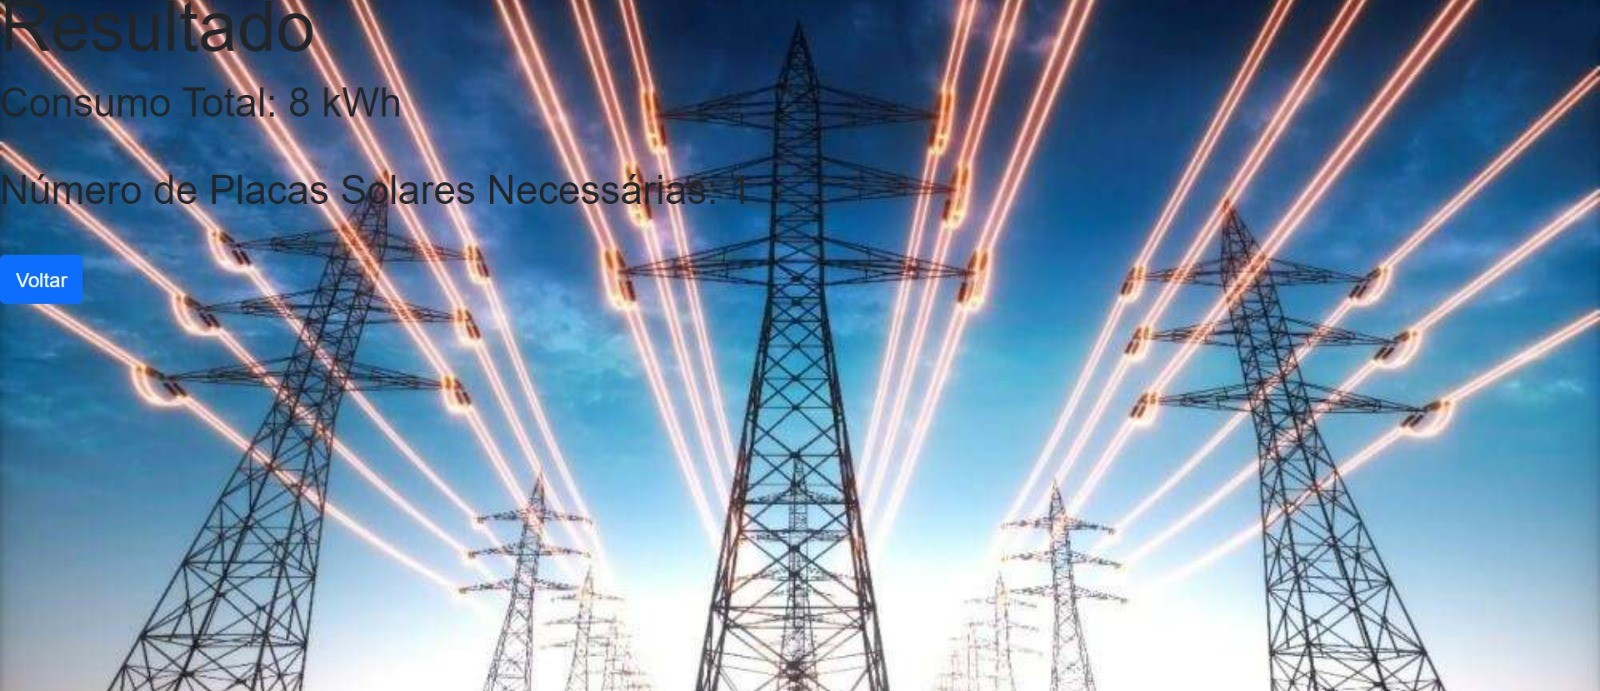 Resultado
Consumo Total: 8 kWh
Número de Placas Solares Necessárias: 1
Voltar